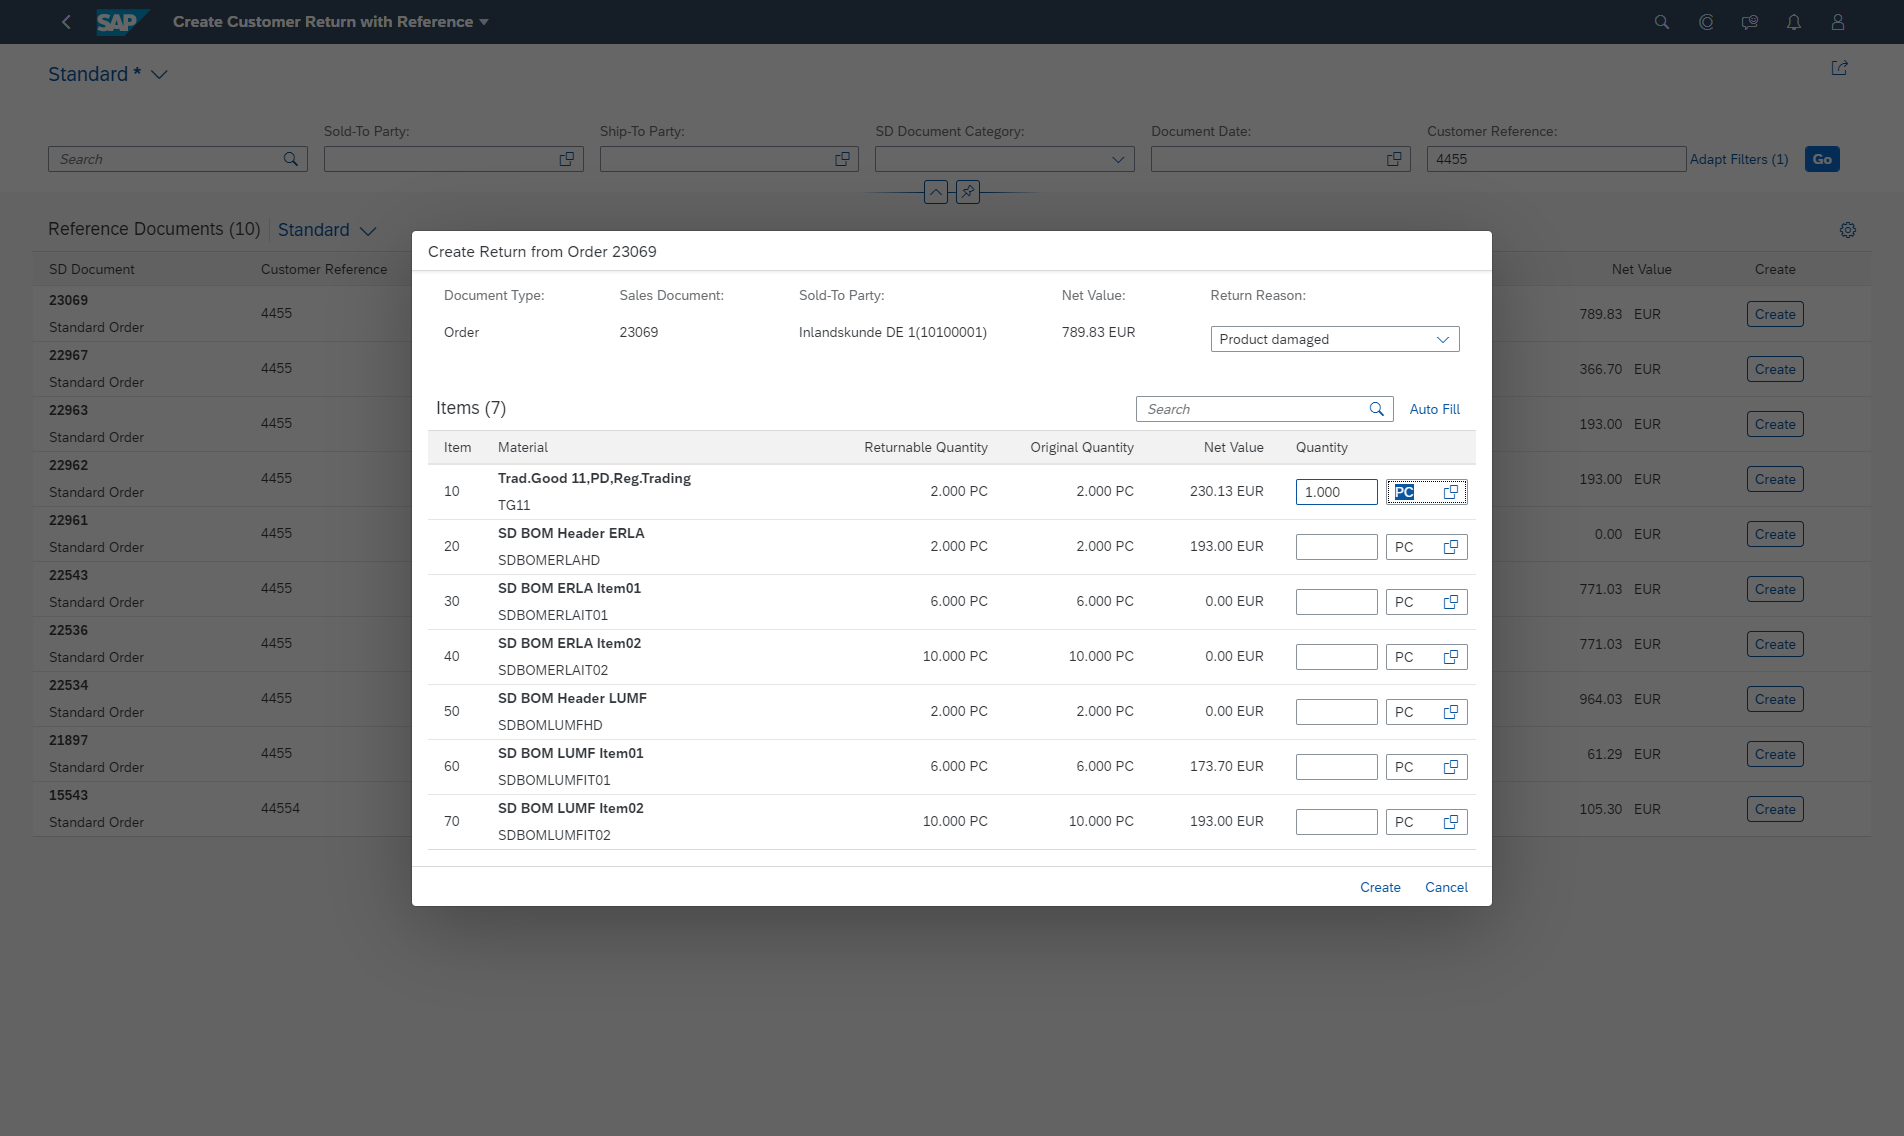 SAP Create Customer Return with Reference
Standard *
Sold-To Party: Ship-To Party: SD Document Category: Document Date: Customer Reference:
Search 4455 Adapt Filters (1) Go
Reference Documents (10) Standard
SD Document Customer Reference Net Value Create
23069
Standard Order 4455 789.83 EUR Create
22967
Standard Order 4455 366.70 EUR Create
22963
Standard Order 4455 193.00 EUR Create
22962
Standard Order 4455 193.00 EUR Create
22961
Standard Order 4455 0.00 EUR Create
22543
Standard Order 4455 771.03 EUR Create
22536
Standard Order 4455 771.03 EUR Create
22534
Standard Order 4455 964.03 EUR Create
21897
Standard Order 4455 61.29 EUR Create
15543
Standard Order 44554 105.30 EUR Create
Create Return from Order 23069
Document Type: Sales Document: Sold-To Party: Net Value: Return Reason:
Order 23069 Inlandskunde DE 1(10100001) 789.83 EUR Product damaged
Items (7) Search Auto Fill
Item Material Returnable Quantity Original Quantity Net Value Quantity
Trad.Good 11,PD,Reg.Trading
10 2.000 PC 2.000 PC 230.13 EUR 1.000 PC
TG11
SD BOM Header ERLA
20 2.000 PC 2.000 PC 193.00 EUR PC
SDBOMERLAHD
SD BOM ERLA Item01
30 6.000 PC 6.000 PC 0.00 EUR PC
SDBOMERLAIT01
SD BOM ERLA Item02
40 10.000 PC 10.000 PC 0.00 EUR PC
SDBOMERLAIT02
SD BOM Header LUMF
50 2.000 PC 2.000 PC 0.00 EUR PC
SDBOMLUMFHD
SD BOM LUMF Item01
60 6.000 PC 6.000 PC 173.70 EUR PC
SDBOMLUMFIT01
SD BOM LUMF Item02
70 10.000 PC 10.000 PC 193.00 EUR PC
SDBOMLUMFIT02
Create Cancel